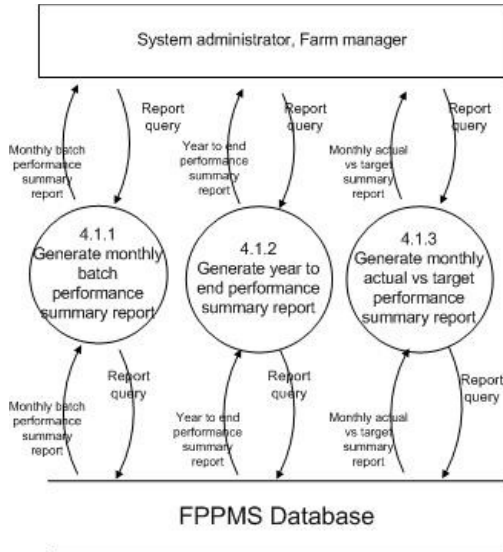 System administrator, Farm manager
Report
query
Monthly batch
performance
summary
report
Report
query
Year to end
performance
summary
report
Report
query
Monthly actual
vs target
summary
report
4.1.1
Generate monthly
batch
performance
summary report
4.1.2
Generate year to
end performance
summary report
4.1.3
Generate monthly
actual vs target
performance
summary report
Monthly batch
performance
summary
report
Report
query
Year to end
performance
summary
report
Report
query
Monthly actual
vs target
summary
report
Report
query
FPPMS Database